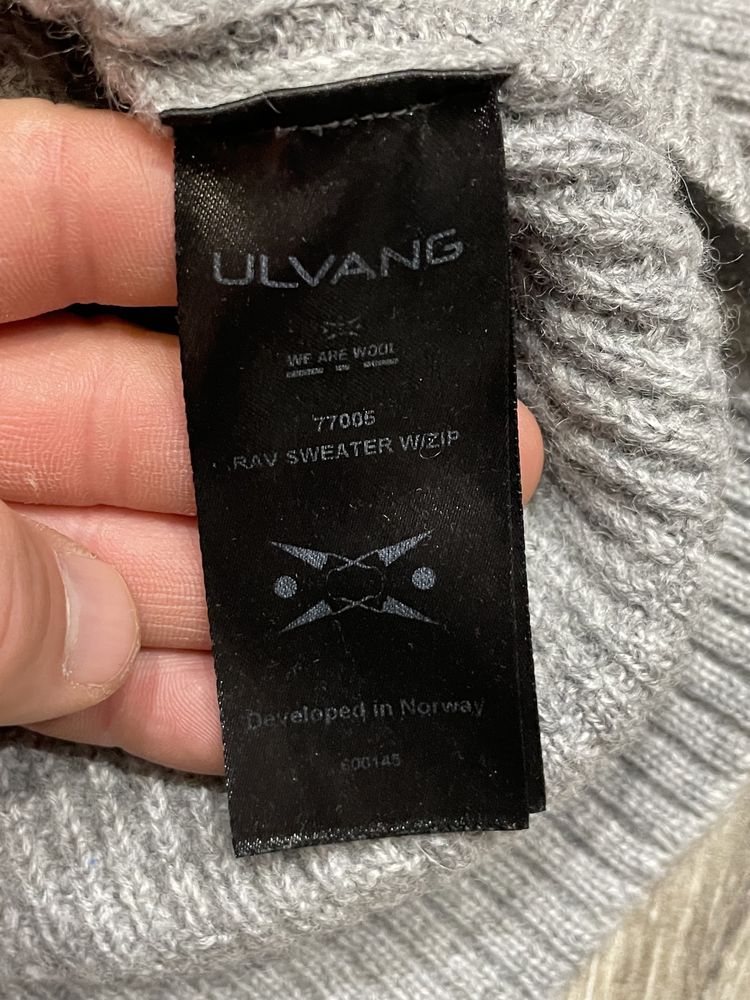 ULVANG
WE ARE WOOL
77005
RAV SWEATER W/ZIP
Developed in Norway
600145